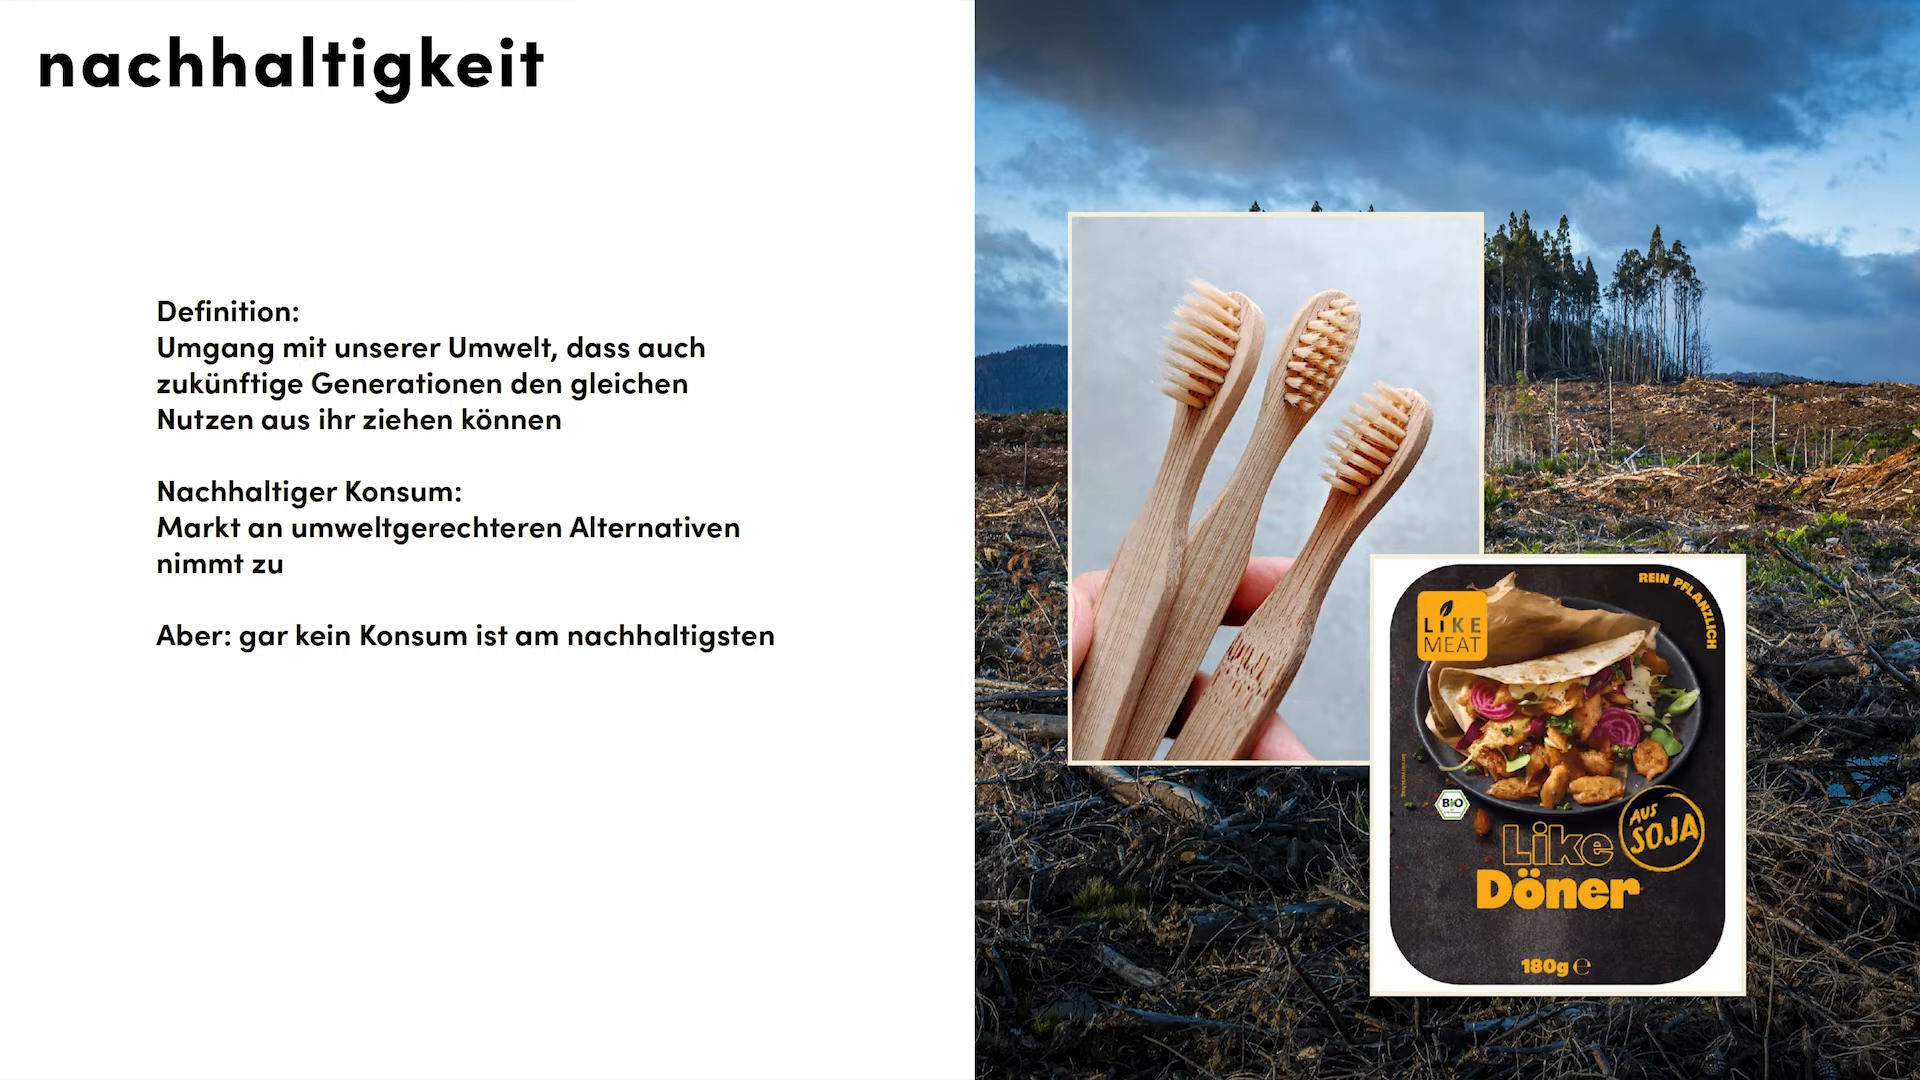 nachhaltigkeit
Definition:
Umgang mit unserer Umwelt, dass auch
zukünftige Generationen den gleichen
Nutzen aus ihr ziehen können
Nachhaltiger Konsum:
Markt an umweltgerechteren Alternativen
nimmt zu
Aber: gar kein Konsum ist am nachhaltigsten
REIN PFLANZLICH
LIKE
MEAT
BIO
AUS
SOJA
Like
Döner
180g ℮